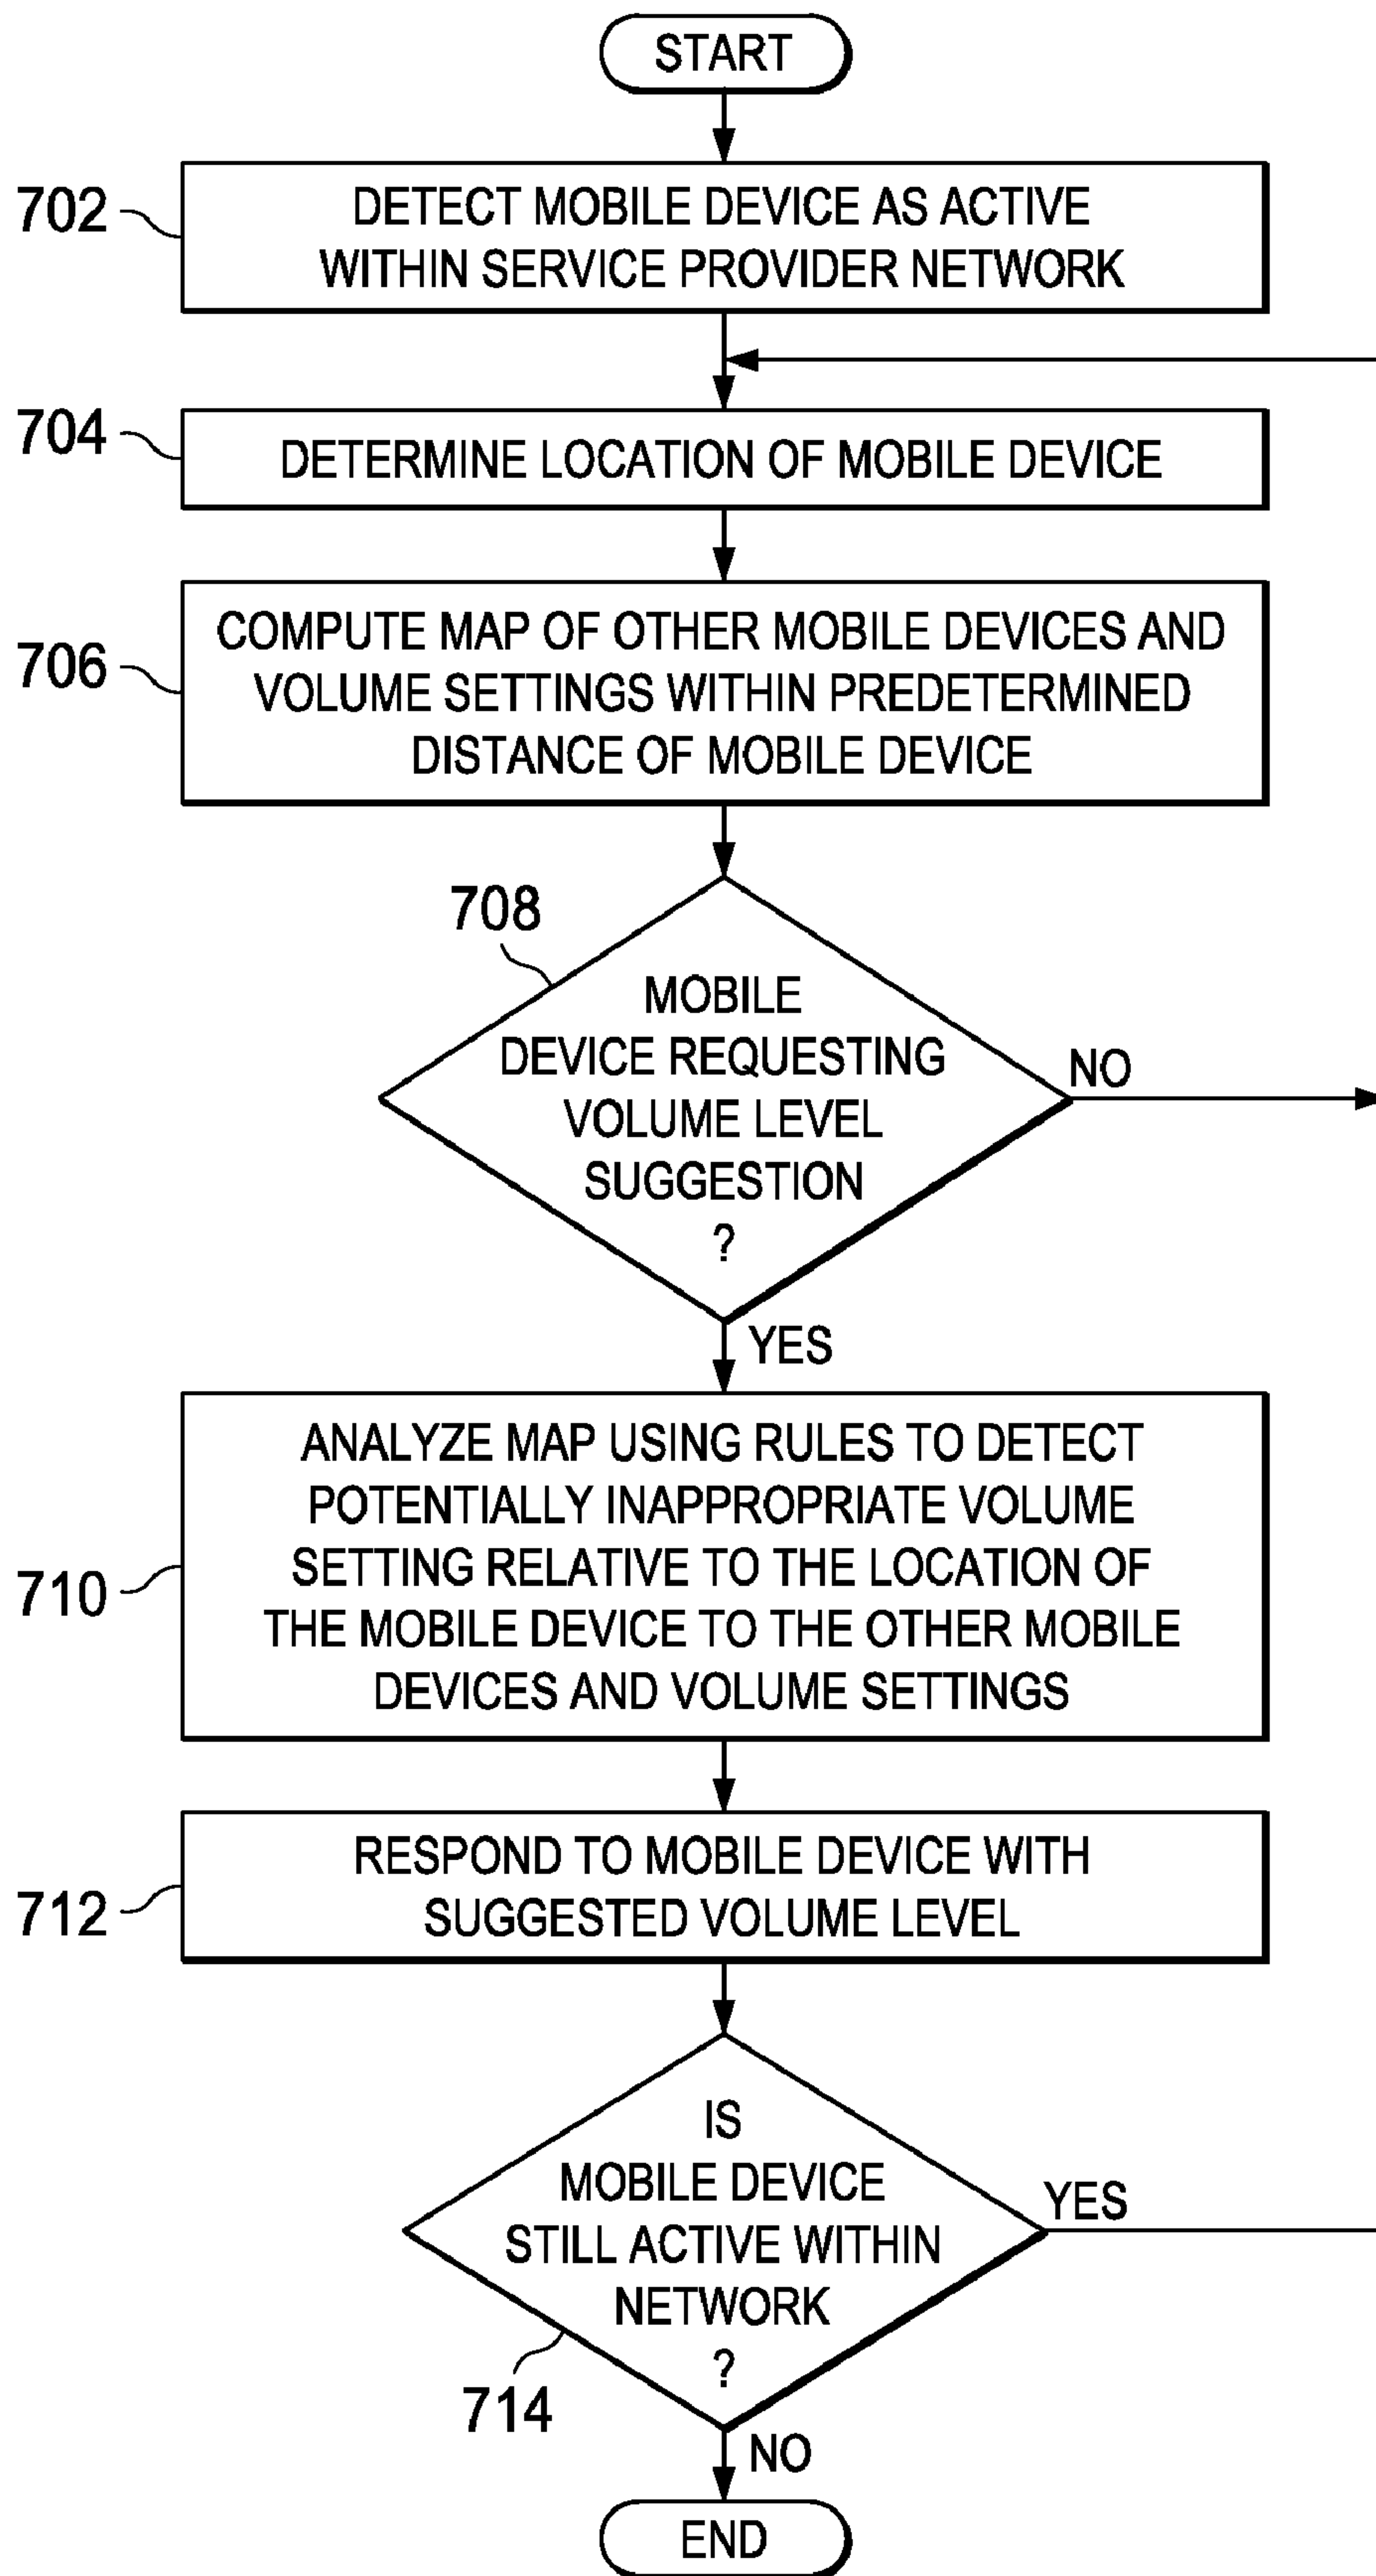 START
702
DETECT MOBILE DEVICE AS ACTIVE
WITHIN SERVICE PROVIDER NETWORK
704
DETERMINE LOCATION OF MOBILE DEVICE
706
COMPUTE MAP OF OTHER MOBILE DEVICES AND
VOLUME SETTINGS WITHIN PREDETERMINED
DISTANCE OF MOBILE DEVICE
708
MOBILE
DEVICE REQUESTING
VOLUME LEVEL
SUGGESTION
?
NO
YES
710
ANALYZE MAP USING RULES TO DETECT
POTENTIALLY INAPPROPRIATE VOLUME
SETTING RELATIVE TO THE LOCATION OF
THE MOBILE DEVICE TO THE OTHER MOBILE
DEVICES AND VOLUME SETTINGS
712
RESPOND TO MOBILE DEVICE WITH
SUGGESTED VOLUME LEVEL
IS
MOBILE DEVICE
STILL ACTIVE WITHIN
NETWORK
?
YES
714
NO
END